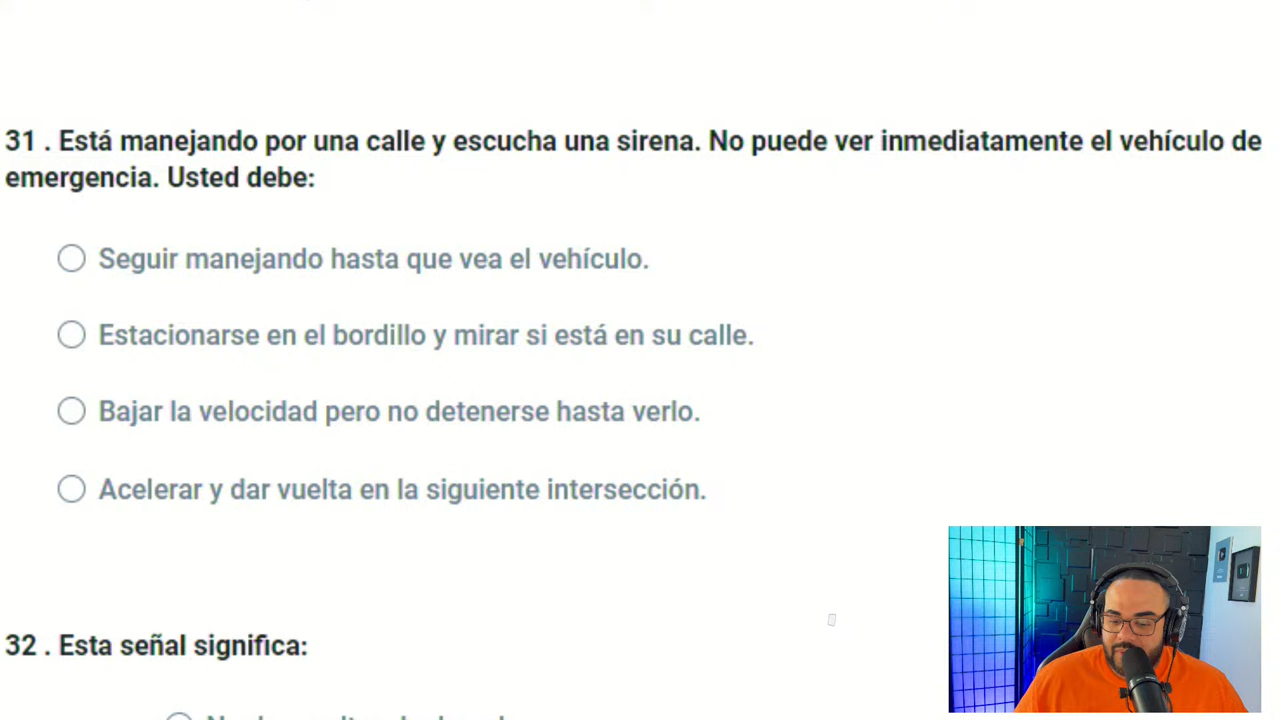 31 . Está manejando por una calle y escucha una sirena. No puede ver inmediatamente el vehículo de
emergencia. Usted debe:
Seguir manejando hasta que vea el vehículo.
Estacionarse en el bordillo y mirar si está en su calle.
Bajar la velocidad pero no detenerse hasta verlo.
Acelerar y dar vuelta en la siguiente intersección.
32 . Esta señal significa: